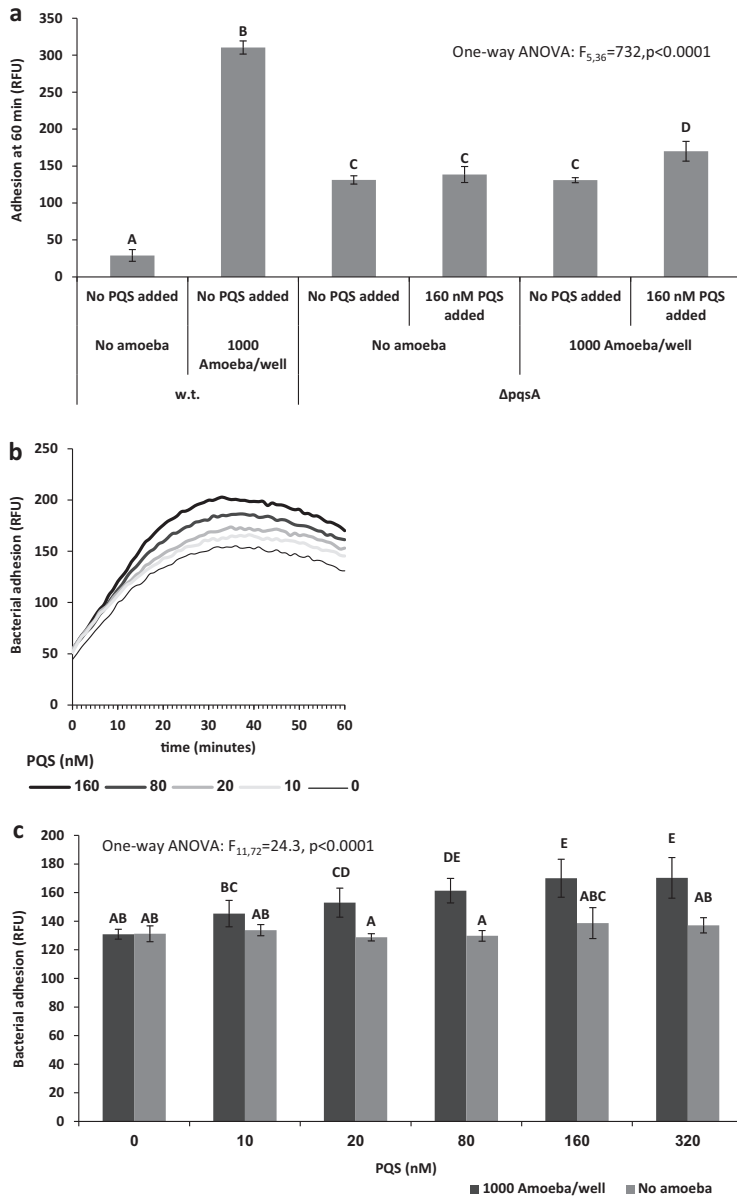 a
Adhesion at 60 min (RFU)
350
300
250
200
150
100
50
0
One-way ANOVA: F5,36=732,p<0.0001
A
B
C
C
C
D
No PQS added
No PQS added
No PQS added
160 nM PQS
added
No PQS added
160 nM PQS
added
No amoeba
1000
Amoeba/well
No amoeba
1000 Amoeba/well
w.t.
ΔpqsA
b
Bacterial adhesion (RFU)
250
200
150
100
50
0
0 10 20 30 40 50 60
time (minutes)
PQS (nM)
160 80 20 10 0
c
Bacterial adhesion (RFU)
200
180
160
140
120
100
80
60
40
20
0
One-way ANOVA: F11,72=24.3, p<0.0001
AB AB
BC AB
CD A
DE A
E ABC
E AB
0 10 20 80 160 320
PQS (nM)
1000 Amoeba/well No amoeba